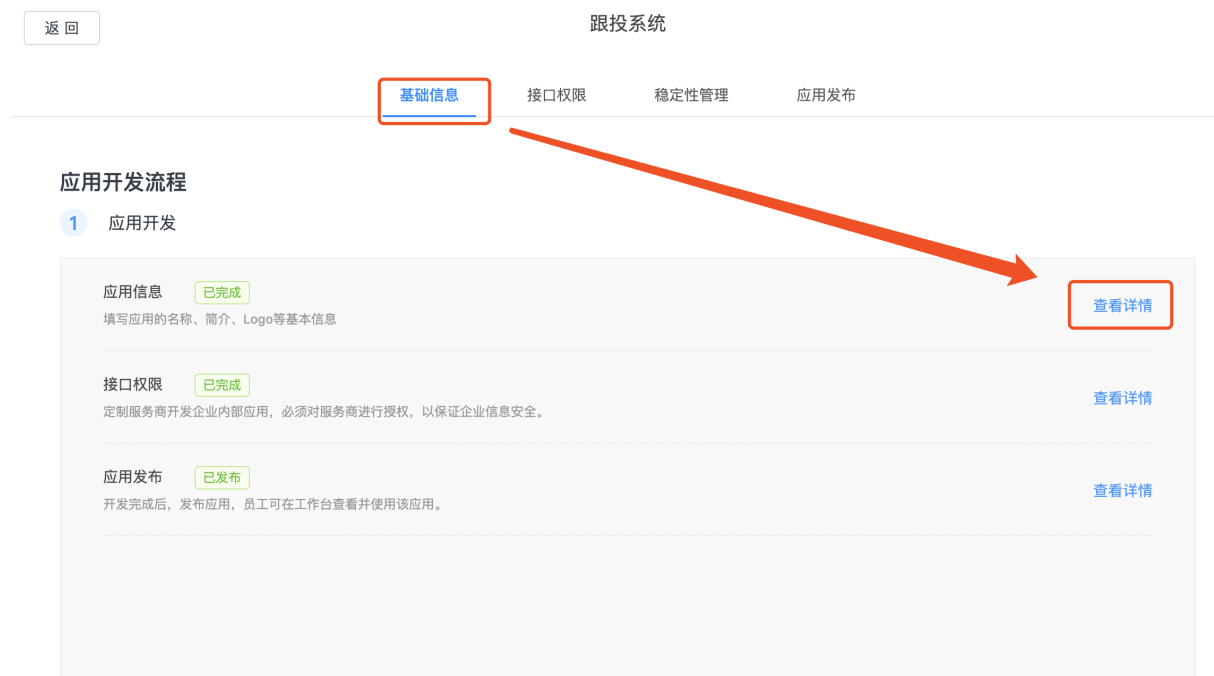 返 回
跟投系统
基础信息
接口权限
稳定性管理
应用发布
应用开发流程
1 应用开发
应用信息 已完成
填写应用的名称、简介、Logo等基本信息
查看详情
接口权限 已完成
定制服务商开发企业内部应用，必须对服务商进行授权，以保证企业信息安全。
查看详情
应用发布 已发布
开发完成后，发布应用，员工可在工作台查看并使用该应用。
查看详情